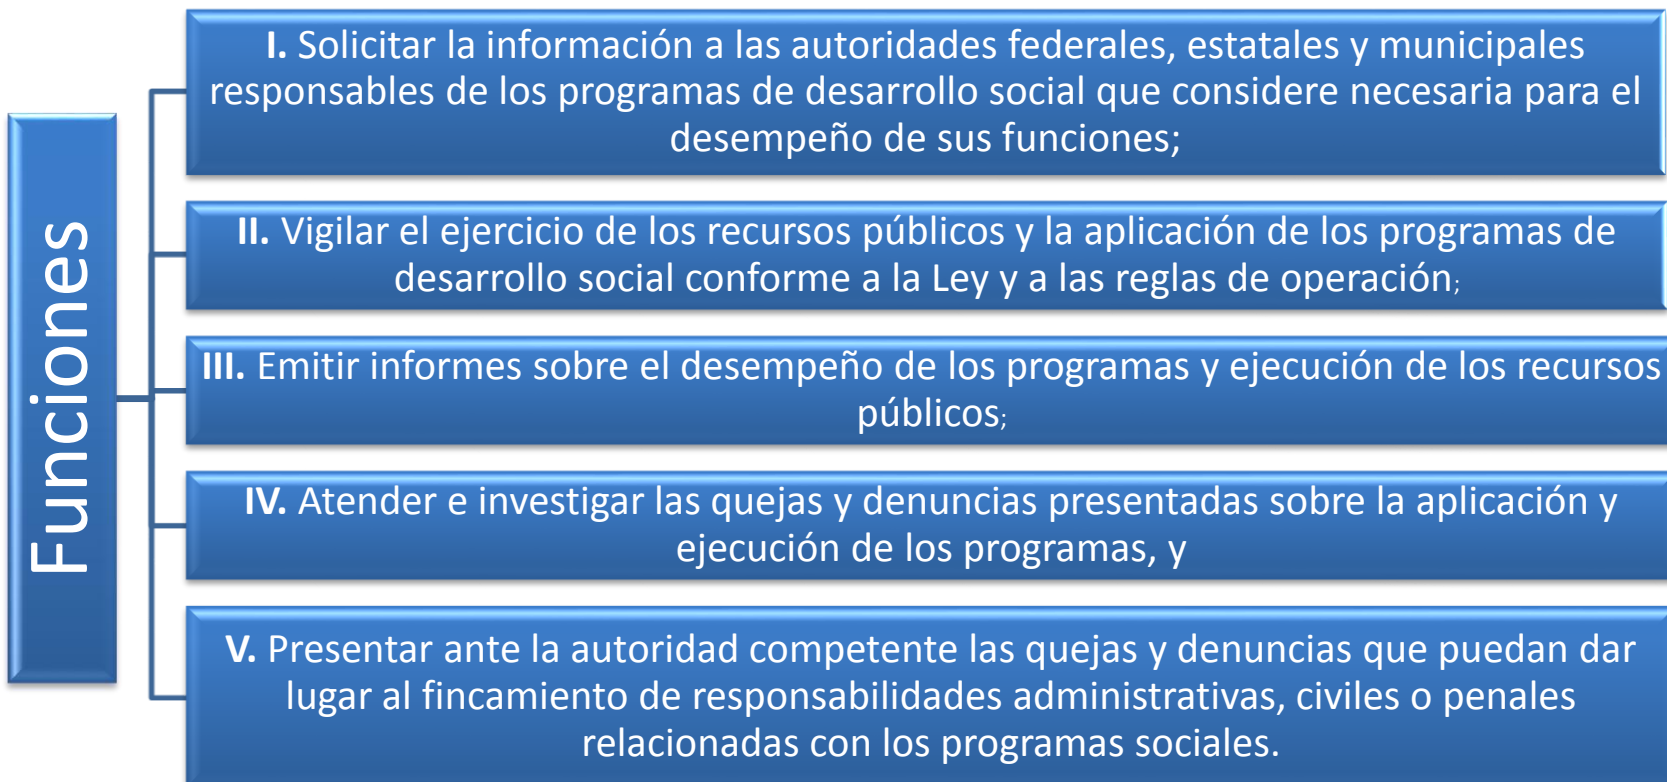 Funciones
I. Solicitar la información a las autoridades federales, estatales y municipales
responsables de los programas de desarrollo social que considere necesaria para el
desempeño de sus funciones;
II. Vigilar el ejercicio de los recursos públicos y la aplicación de los programas de
desarrollo social conforme a la Ley y a las reglas de operación;
III. Emitir informes sobre el desempeño de los programas y ejecución de los recursos
públicos;
IV. Atender e investigar las quejas y denuncias presentadas sobre la aplicación y
ejecución de los programas, y
V. Presentar ante la autoridad competente las quejas y denuncias que puedan dar
lugar al fincamiento de responsabilidades administrativas, civiles o penales
relacionadas con los programas sociales.